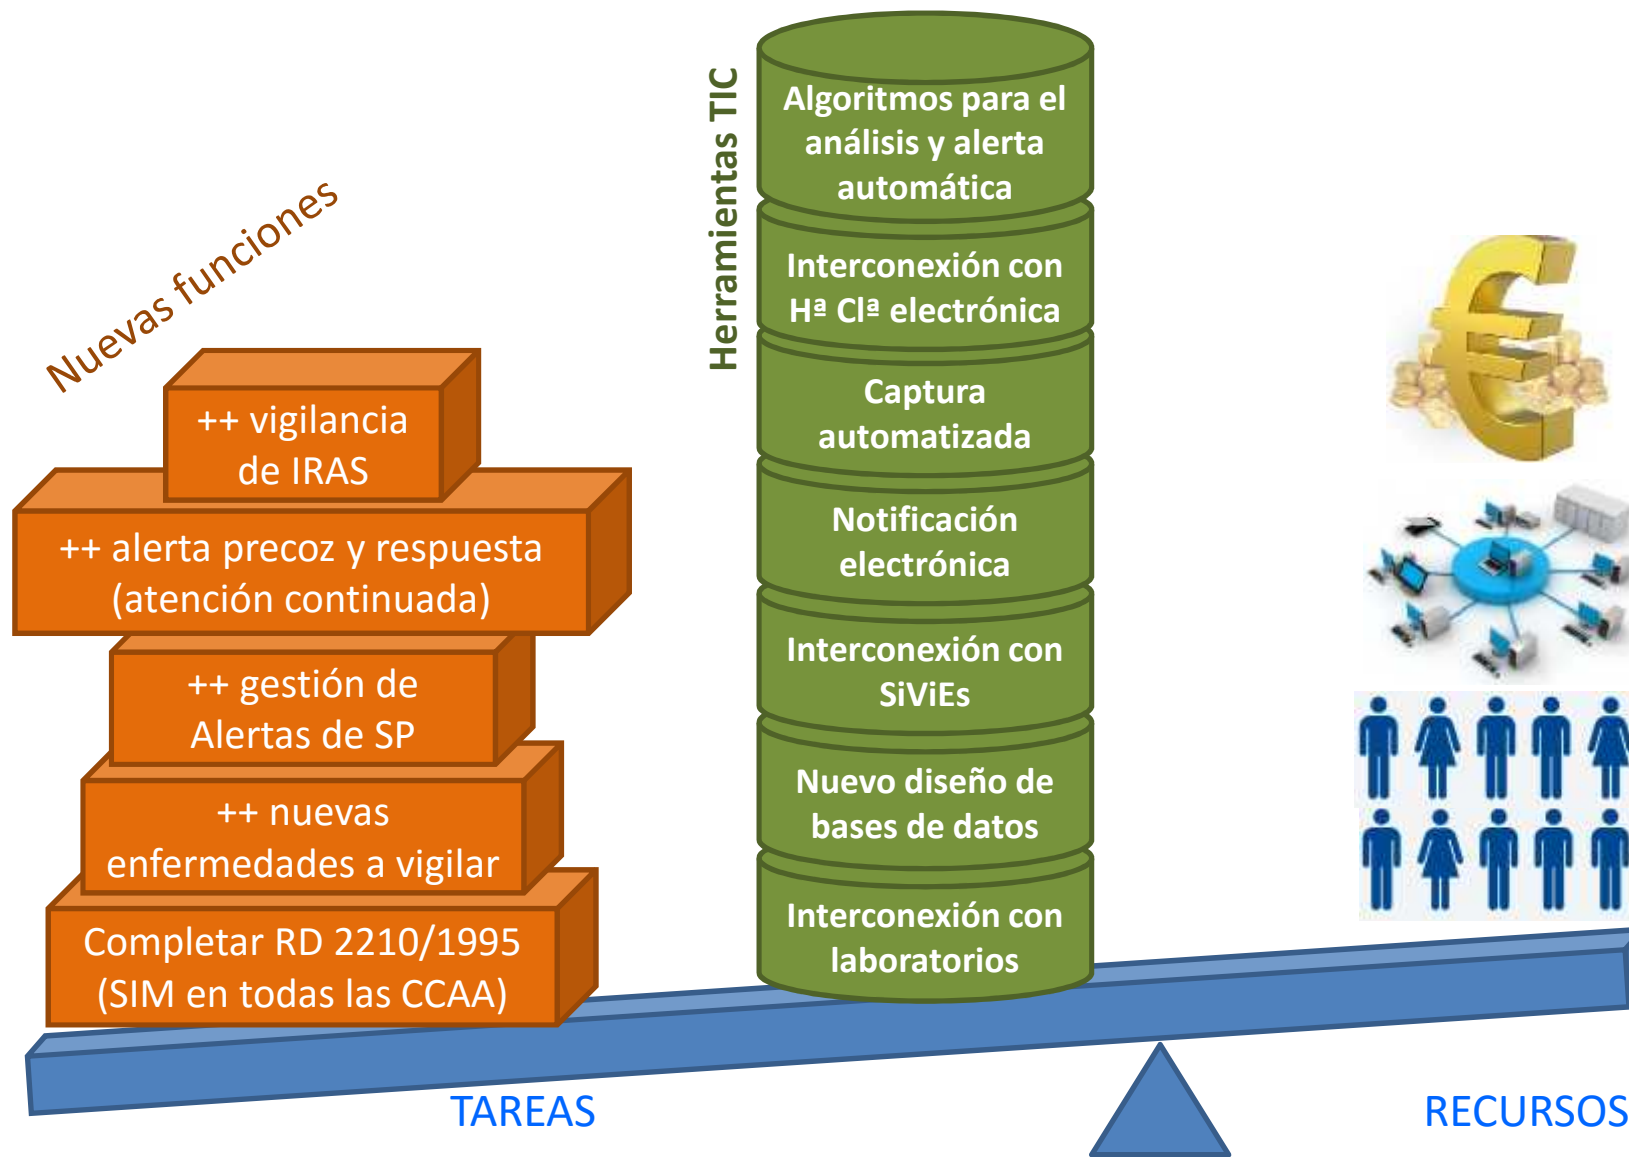 Nuevas funciones
++ vigilancia
de IRAS
++ alerta precoz y respuesta
(atención continuada)
++ gestión de
Alertas de SP
++ nuevas
enfermedades a vigilar
Completar RD 2210/1995
(SIM en todas las CCAA)
Herramientas TIC
Algoritmos para el
análisis y alerta
automática
Interconexión con
Hª Clª electrónica
Captura
automatizada
Notificación
electrónica
Interconexión con
SiViEs
Nuevo diseño de
bases de datos
Interconexión con
laboratorios
TAREAS
RECURSOS